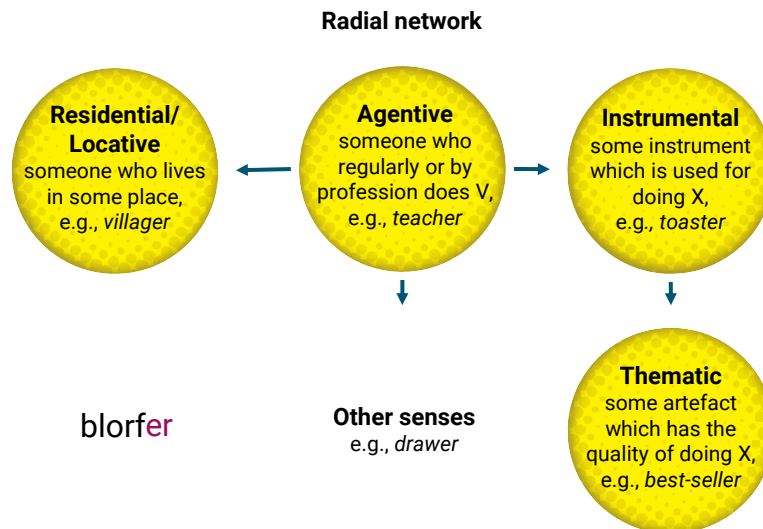 Radial network
Residential/
Locative
someone who lives
in some place,
e.g., villager
Agentive
someone who
regularly or by
profession does V,
e.g., teacher
Instrumental
some instrument
which is used for
doing X,
e.g., toaster
blorfer
Other senses
e.g., drawer
Thematic
some artefact
which has the
quality of doing X,
e.g., best-seller